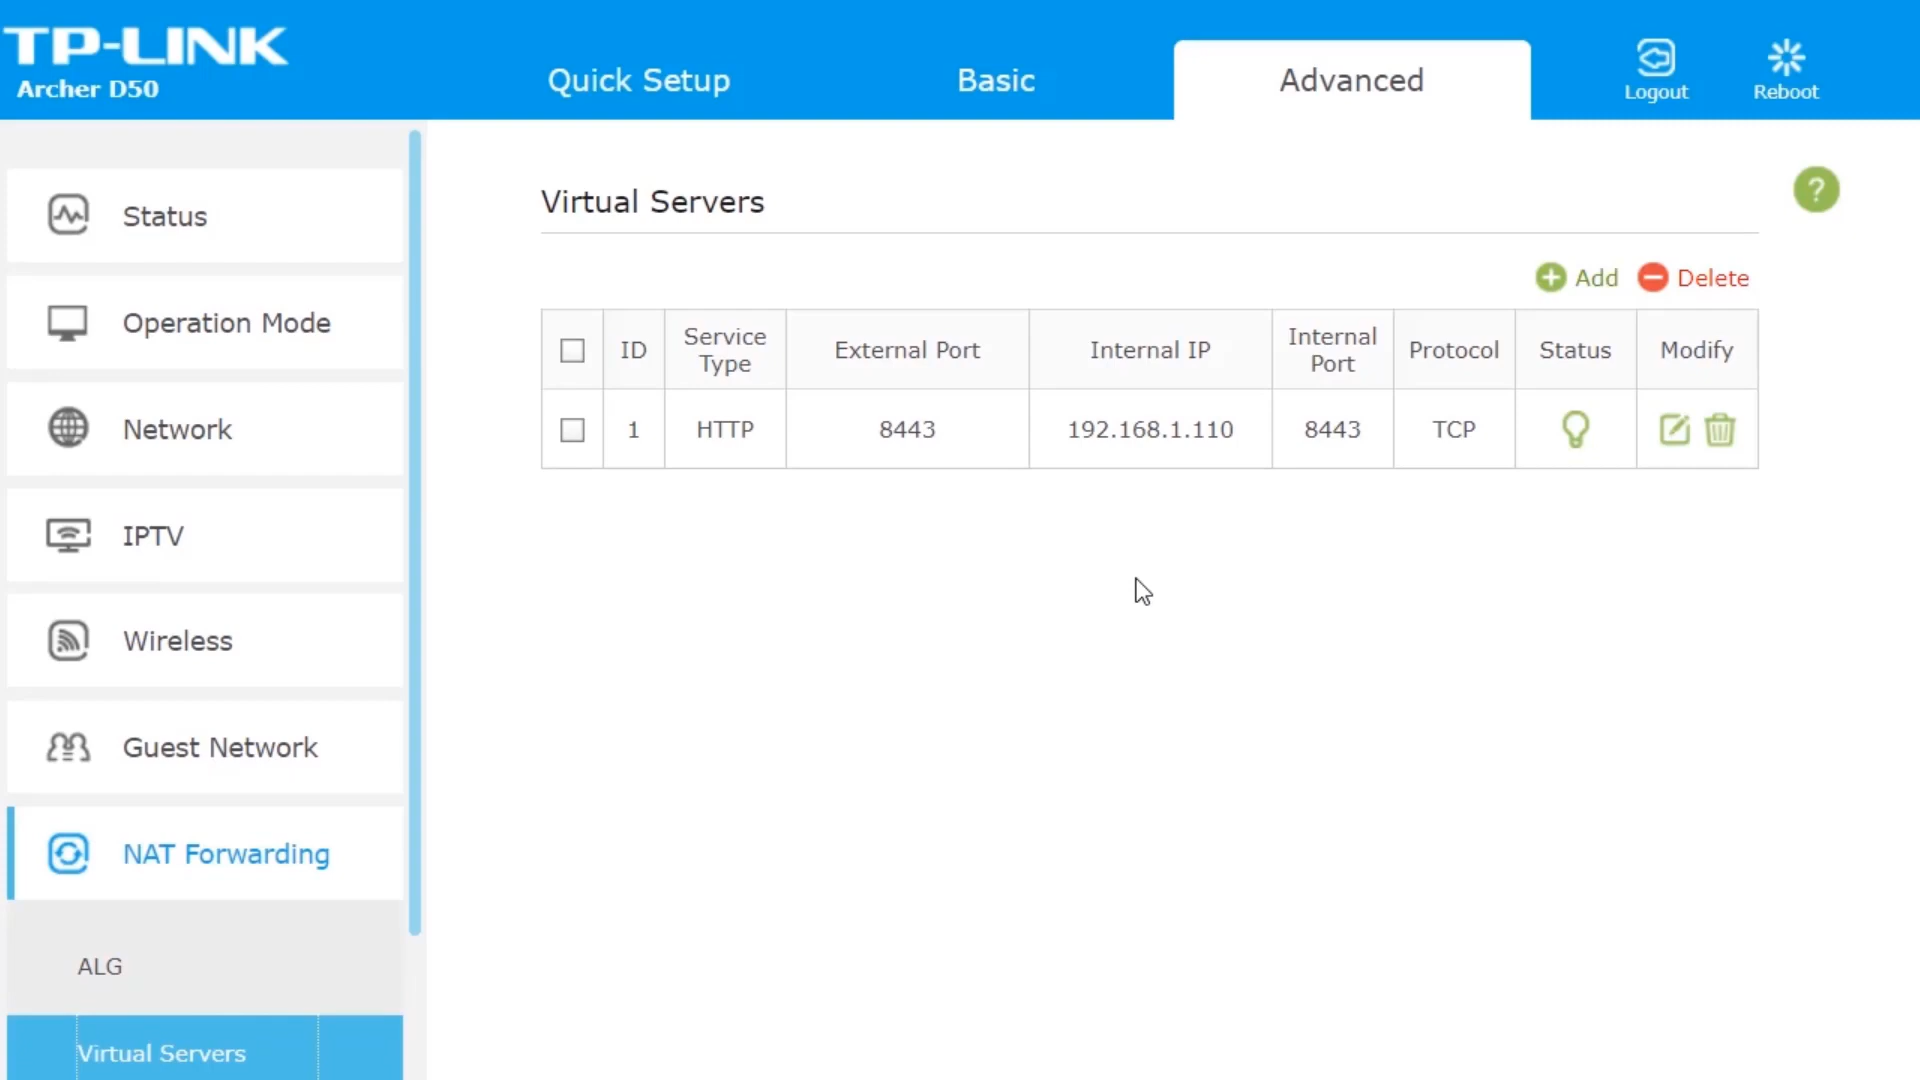 TP-LINK
Archer D50
Quick Setup
Basic
Advanced
Logout
Reboot
Status
Operation Mode
Network
IPTV
Wireless
Guest Network
NAT Forwarding
ALG
Virtual Servers
Virtual Servers
?
Add
Delete
ID
Service
Type
External Port
Internal IP
Internal
Port
Protocol
Status
Modify
1
HTTP
8443
192.168.1.110
8443
TCP